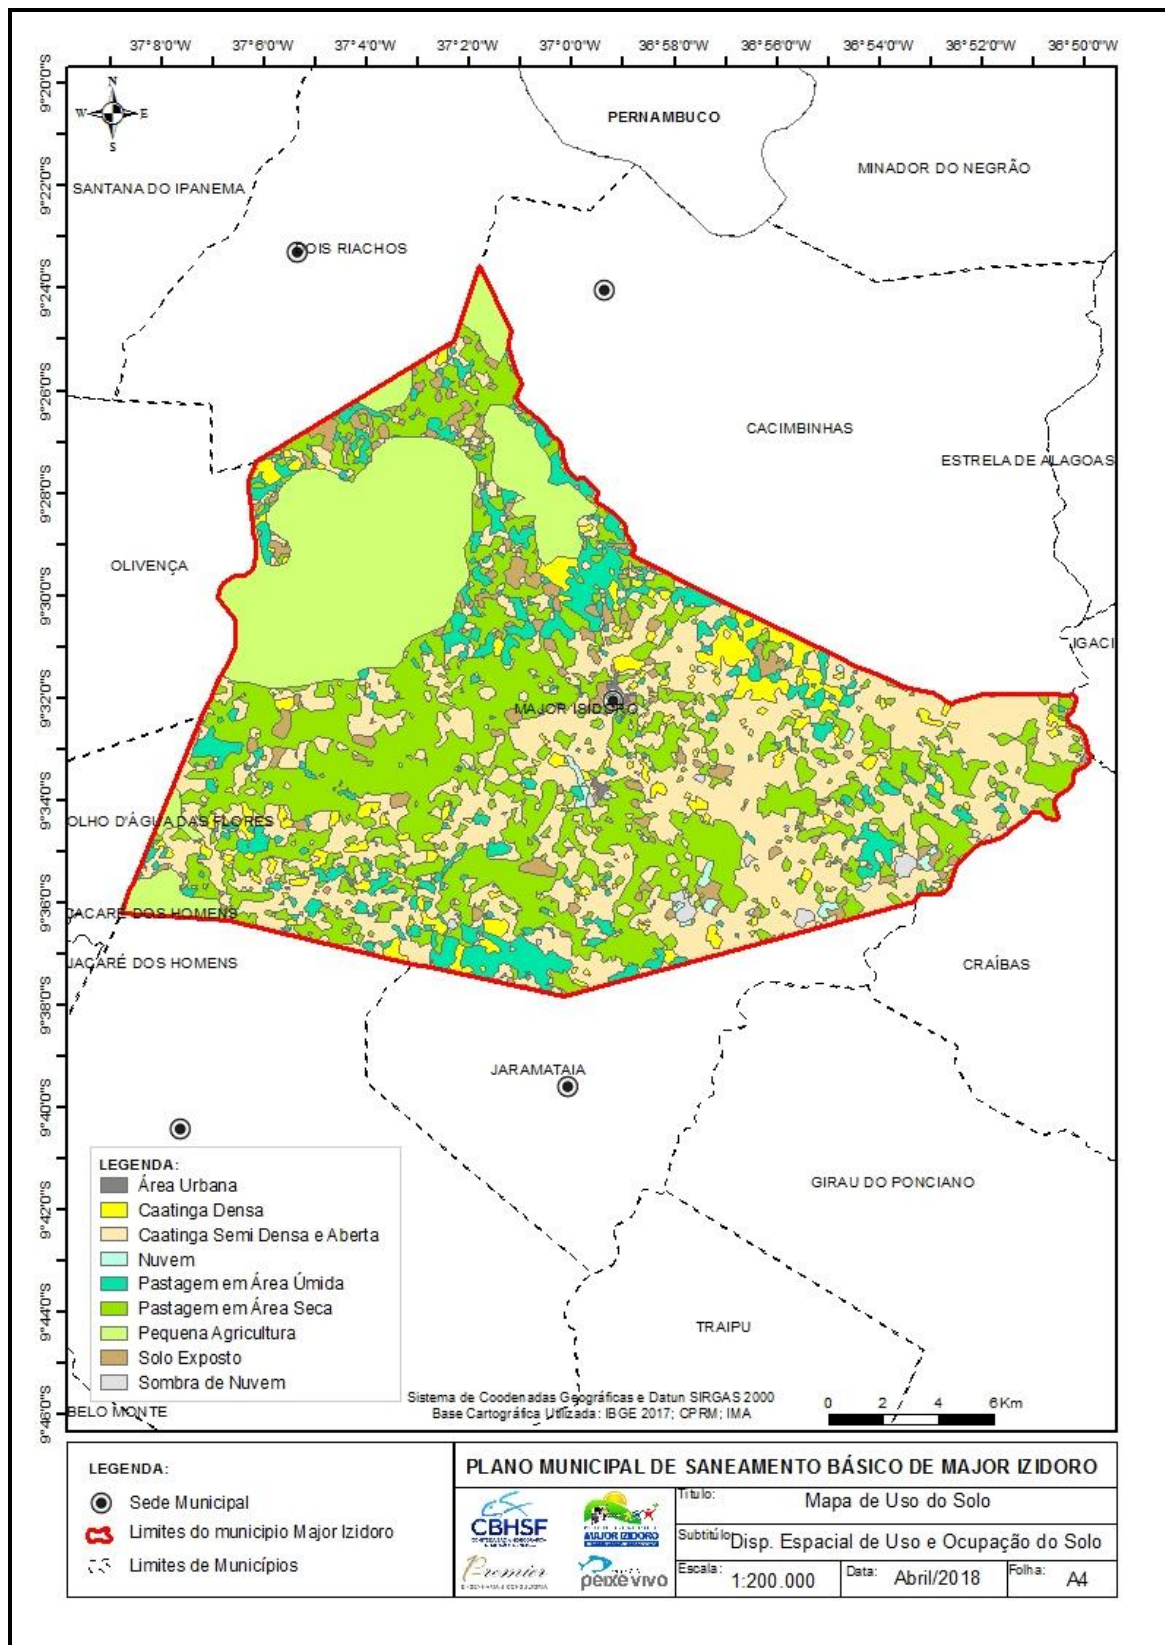 37°8'0"W 37°6'0"W 37°4'0"W 37°2'0"W 37°0'0"W 36°58'0"W 36°56'0"W 36°54'0"W 36°52'0"W 36°50'0"W
9°20'0"S
9°22'0"S
9°24'0"S
9°26'0"S
9°28'0"S
9°30'0"S
9°32'0"S
9°34'0"S
9°36'0"S
9°38'0"S
9°40'0"S
9°42'0"S
9°44'0"S
9°46'0"S
N
W E
S
PERNAMBUCO
MINADOR DO NEGRÃO
SANTANA DO IPANEMA
DOIS RIACHOS
CACIMBINHAS
ESTRELA DE ALAGOAS
OLIVENÇA
IGACI
MAJOR ISIDORO
OLHO D'ÁGUA DAS FLORES
JACARÉ DOS HOMENS
JACARÉ DOS HOMENS
CRAÍBAS
JARAMATAIA
GIRAU DO PONCIANO
TRAIPU
BELO MONTE
LEGENDA:
Área Urbana
Caatinga Densa
Caatinga Semi Densa e Aberta
Nuvem
Pastagem em Área Úmida
Pastagem em Área Seca
Pequena Agricultura
Solo Exposto
Sombra de Nuvem
Sistema de Coodenadas Geográficas e Datun SIRGAS 2000
Base Cartográfica Utilizada: IBGE 2017; CPRM; IMA
0 2 4 6 Km
LEGENDA:
Sede Municipal
Limites do municipio Major Izidoro
Limites de Municípios
PLANO MUNICIPAL DE SANEAMENTO BÁSICO DE MAJOR IZIDORO
CBHSF
MAJOR IZIDORO
Premier
peixe vivo
Titulo: Mapa de Uso do Solo
Subtitúlo: Disp. Espacial de Uso e Ocupação do Solo
Escala: 1:200.000 Data: Abril/2018 Folha: A4